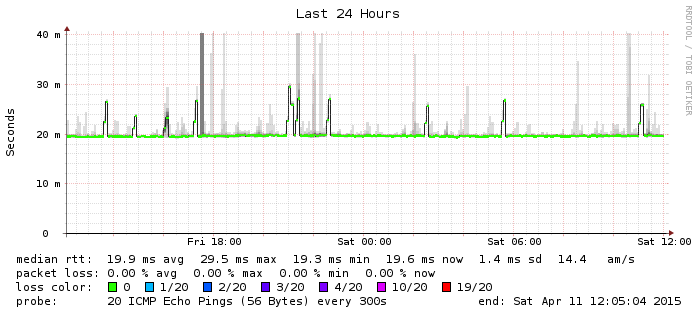 Last 24 Hours
RRDTOOL / TOBI OETIKER
Seconds
40 m
30 m
20 m
10 m
0
Fri 18:00 Sat 00:00 Sat 06:00 Sat 12:00
median rtt: 19.9 ms avg 29.5 ms max 19.3 ms min 19.6 ms now 1.4 ms sd 14.4 am/s
packet loss: 0.00 % avg 0.00 % max 0.00 % min 0.00 % now
loss color: 0 1/20 2/20 3/20 4/20 10/20 19/20
probe: 20 ICMP Echo Pings (56 Bytes) every 300s end: Sat Apr 11 12:05:04 2015